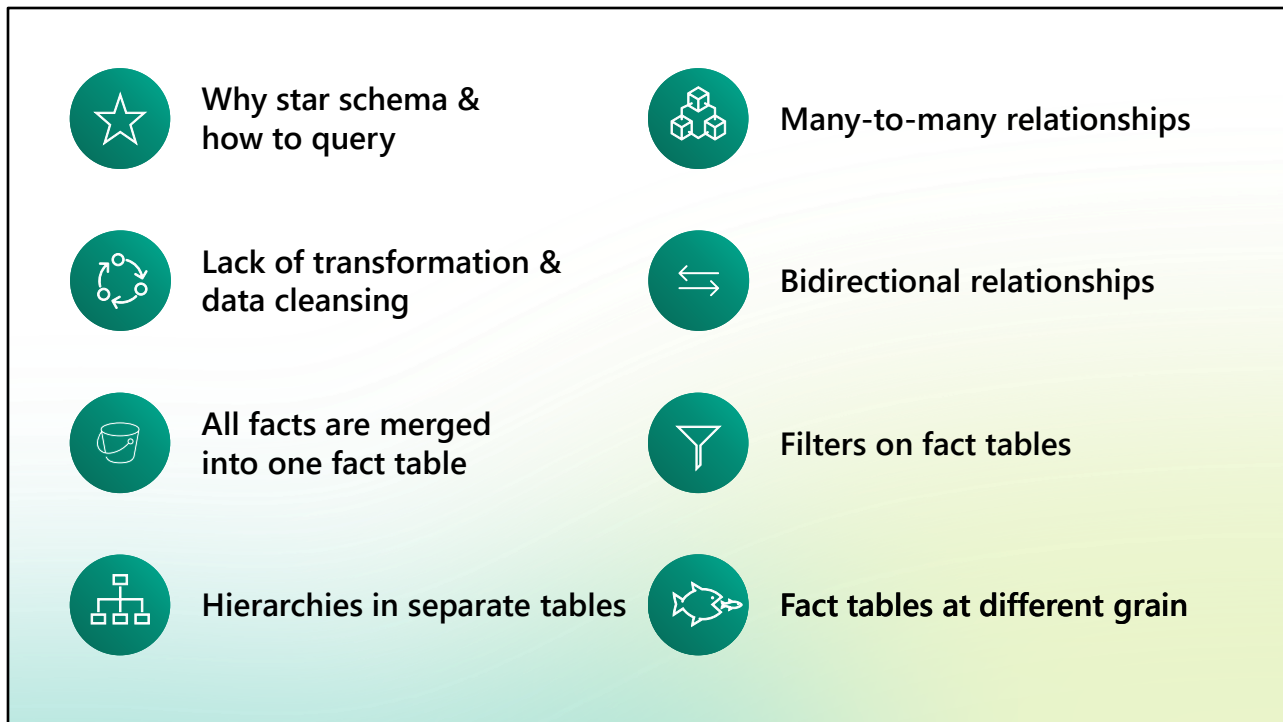 Why star schema &
how to query
Lack of transformation &
data cleansing
All facts are merged
into one fact table
Hierarchies in separate tables
Many-to-many relationships
Bidirectional relationships
Filters on fact tables
Fact tables at different grain